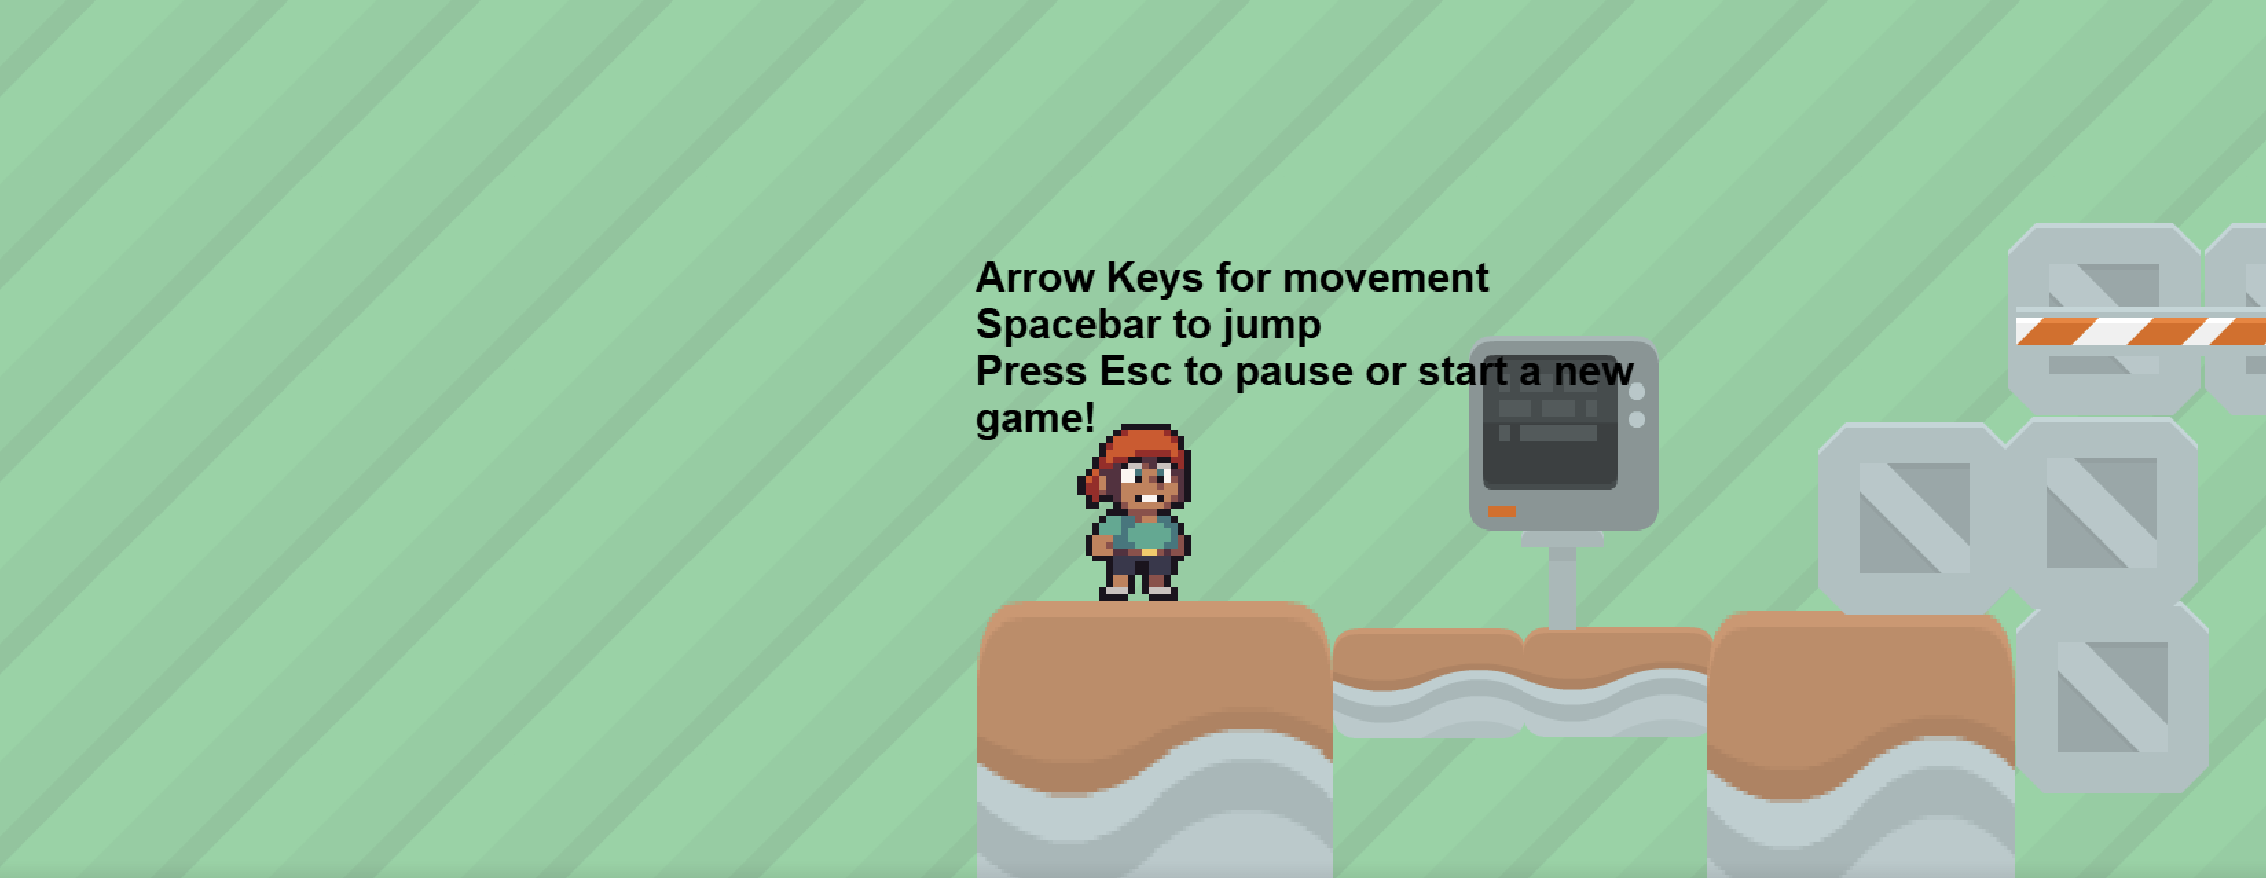 Arrow Keys for movement
Spacebar to jump
Press Esc to pause or start a new
game!